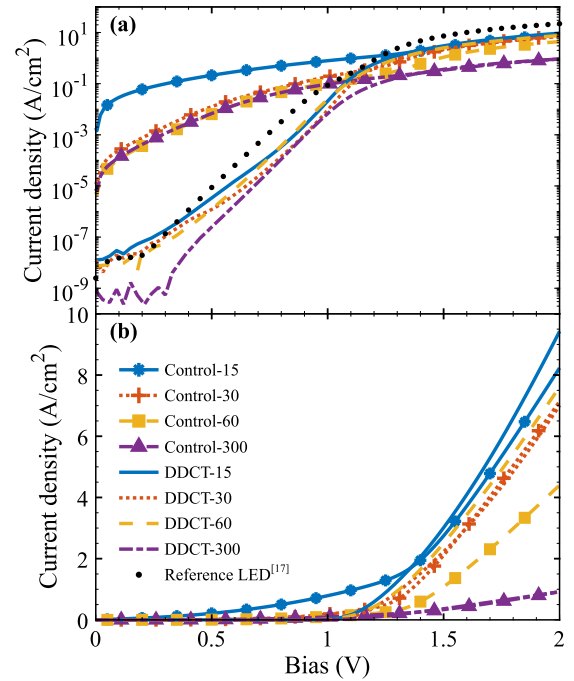 (a)
Current density (A/cm²)
10¹
10⁻¹
10⁻³
10⁻⁵
10⁻⁷
10⁻⁹
(b)
Current density (A/cm²)
10
8
6
4
2
0
Control-15
Control-30
Control-60
Control-300
DDCT-15
DDCT-30
DDCT-60
DDCT-300
Reference LED[17]
0 0.5 1 1.5 2
Bias (V)